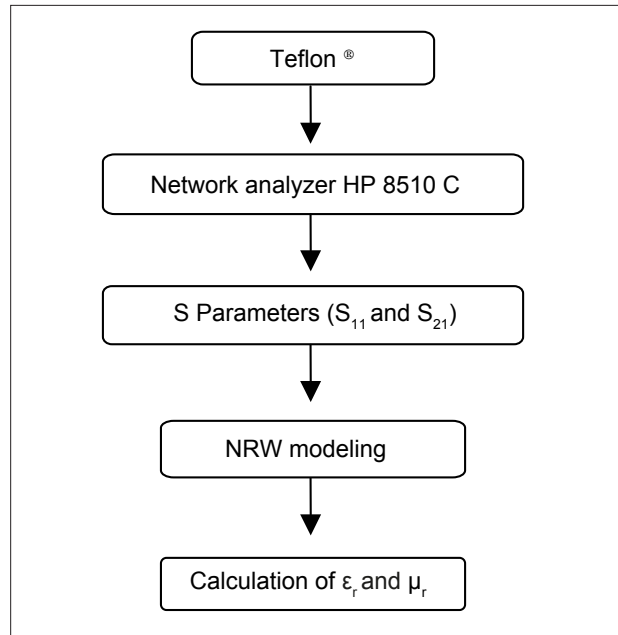 Teflon ®
Network analyzer HP 8510 C
S Parameters (S₁₁ and S₂₁)
NRW modeling
Calculation of εᵣ and μᵣ